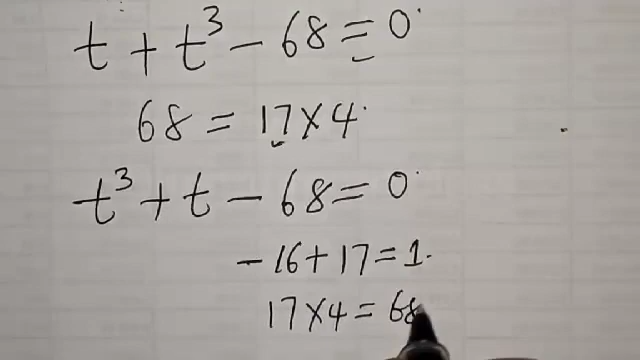 t + t³ - 68 = 0
68 = 17 × 4
t³ + t - 68 = 0
- 16 + 17 = 1.
17 × 4 = 68